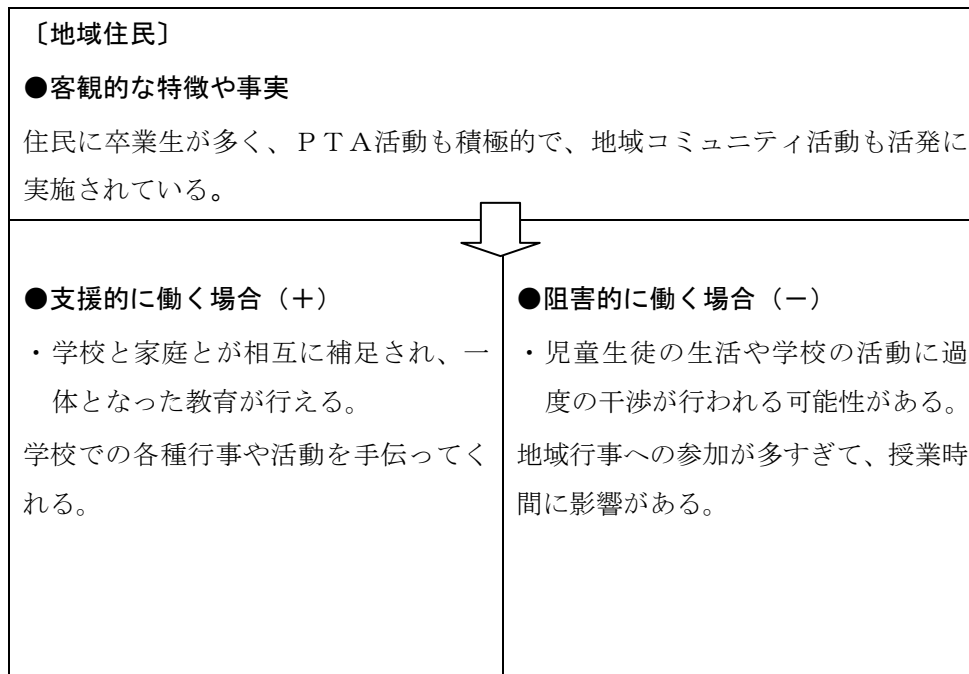 〔地域住民〕
●客観的な特徴や事実
住民に卒業生が多く、ＰＴＡ活動も積極的で、地域コミュニティ活動も活発に
実施されている。
●支援的に働く場合（＋）
・学校と家庭とが相互に補足され、一
体となった教育が行える。
学校での各種行事や活動を手伝ってく
れる。
●阻害的に働く場合（－）
・児童生徒の生活や学校の活動に過
度の干渉が行われる可能性がある。
地域行事への参加が多すぎて、授業時
間に影響がある。